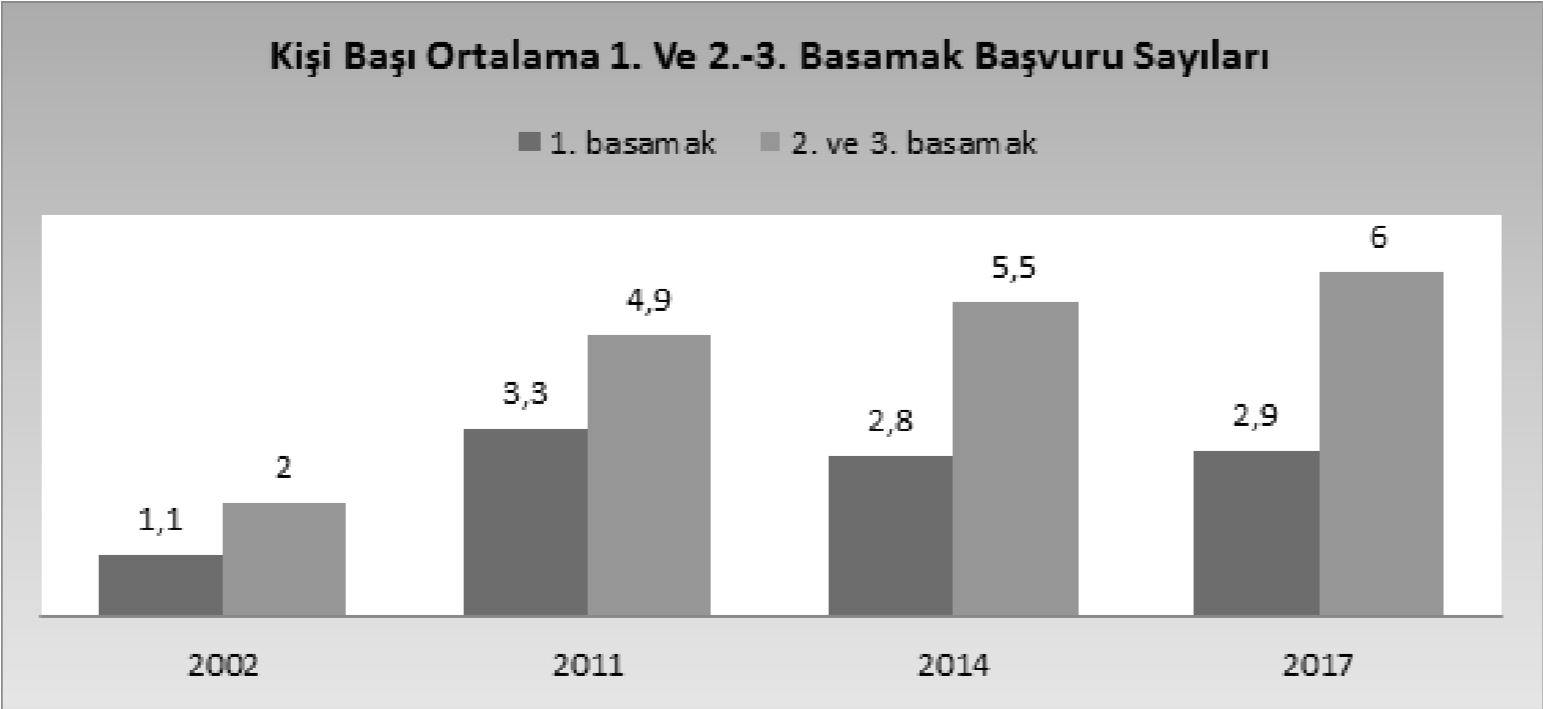 Kişi Başı Ortalama 1. Ve 2.-3. Basamak Başvuru Sayıları
1. basamak 2. ve 3. basamak
1,1 2 3,3 4,9 2,8 5,5 2,9 6
2002 2011 2014 2017